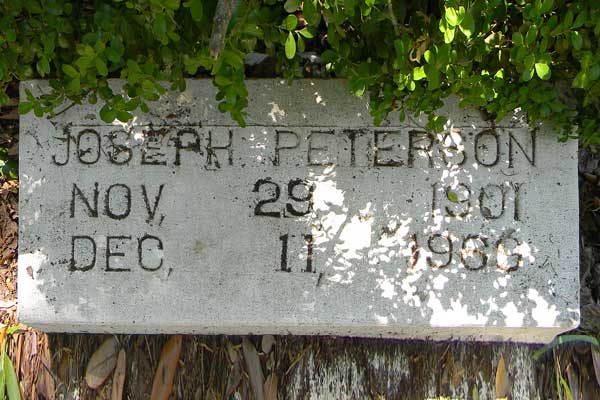 JOSEPH PETERSON
NOV, 29 1901
DEC, 11, 1966